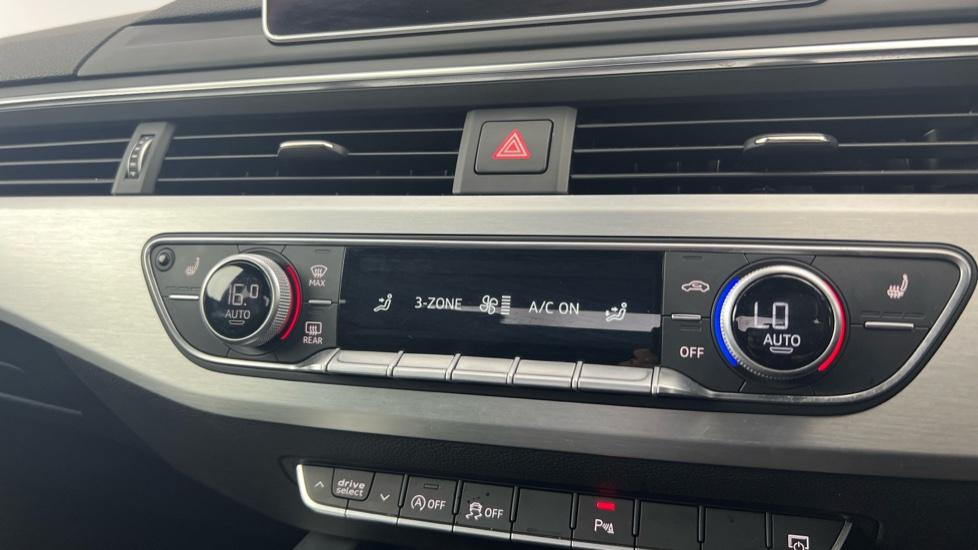 MAX
16.0
AUTO
REAR
3-ZONE
A/C ON
OFF
LO
AUTO
drive
select
A OFF
OFF
P